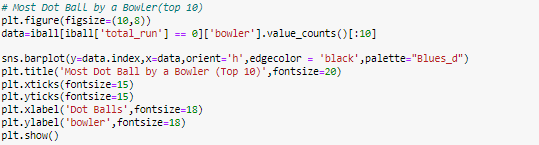 # Most Dot Ball by a Bowler(top 10)
plt.figure(figsize=(10,8))
data=iball[iball['total_run'] == 0]['bowler'].value_counts()[:10]
sns.barplot(y=data.index,x=data,orient='h',edgecolor = 'black',palette="Blues_d")
plt.title('Most Dot Ball by a Bowler (Top 10)',fontsize=20)
plt.xticks(fontsize=15)
plt.yticks(fontsize=15)
plt.xlabel('Dot Balls',fontsize=18)
plt.ylabel('bowler',fontsize=18)
plt.show()